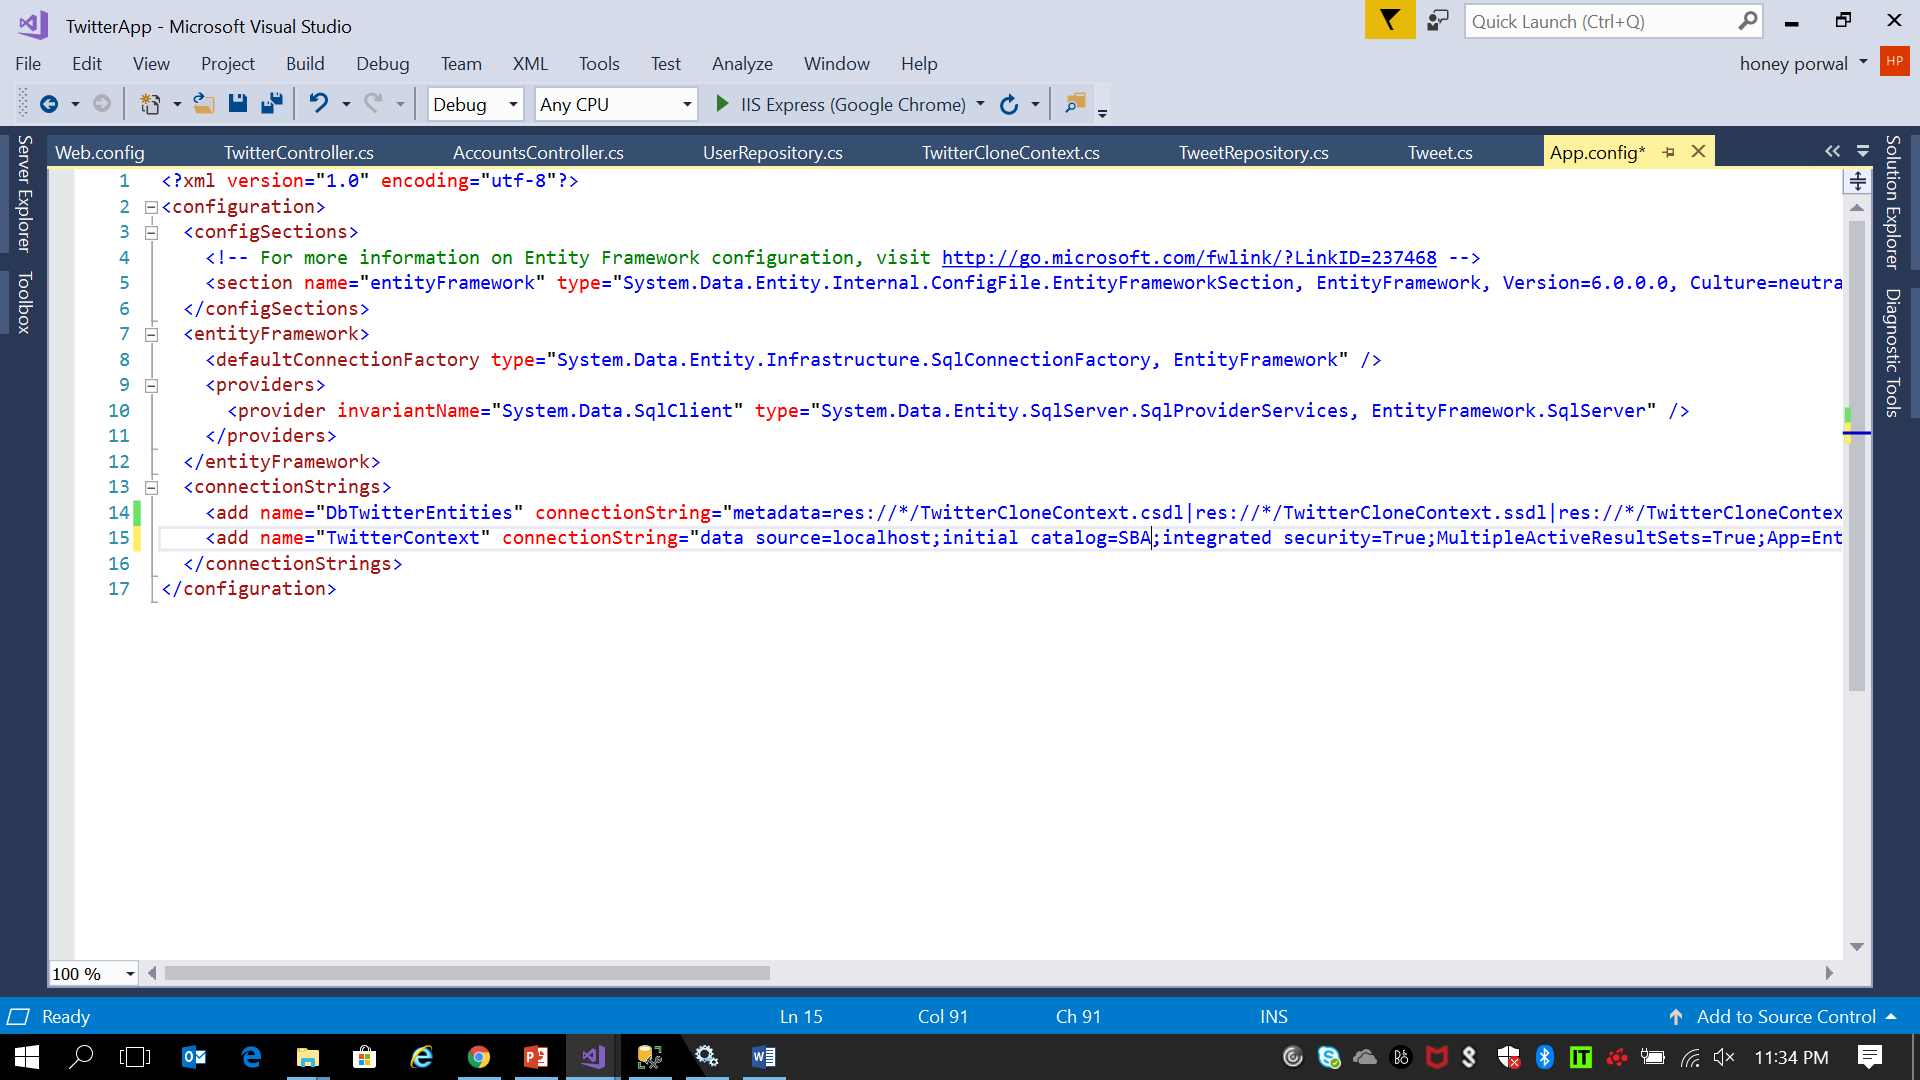 TwitterApp - Microsoft Visual Studio
Quick Launch (Ctrl+Q)
File Edit View Project Build Debug Team XML Tools Test Analyze Window Help
honey porwal HP
Debug Any CPU IIS Express (Google Chrome)
Server Explorer
Toolbox
Web.config TwitterController.cs AccountsController.cs UserRepository.cs TwitterCloneContext.cs TweetRepository.cs Tweet.cs App.config*
Solution Explorer
Diagnostic Tools
1 <?xml version="1.0" encoding="utf-8"?>
2 <configuration>
3 <configSections>
4 <!-- For more information on Entity Framework configuration, visit http://go.microsoft.com/fwlink/?LinkID=237468 -->
5 <section name="entityFramework" type="System.Data.Entity.Internal.ConfigFile.EntityFrameworkSection, EntityFramework, Version=6.0.0.0, Culture=neutra
6 </configSections>
7 <entityFramework>
8 <defaultConnectionFactory type="System.Data.Entity.Infrastructure.SqlConnectionFactory, EntityFramework" />
9 <providers>
10 <provider invariantName="System.Data.SqlClient" type="System.Data.Entity.SqlServer.SqlProviderServices, EntityFramework.SqlServer" />
11 </providers>
12 </entityFramework>
13 <connectionStrings>
14 <add name="DbTwitterEntities" connectionString="metadata=res://*/TwitterCloneContext.csdl|res://*/TwitterCloneContext.ssdl|res://*/TwitterCloneContex
15 <add name="TwitterContext" connectionString="data source=localhost;initial catalog=SBA;integrated security=True;MultipleActiveResultSets=True;App=Ent
16 </connectionStrings>
17 </configuration>
100 %
Ready Ln 15 Col 91 Ch 91 INS Add to Source Control
11:34 PM